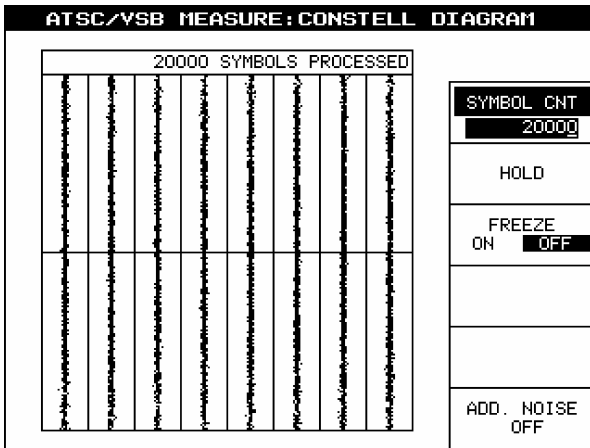 ATSC/VSB MEASURE:CONSTELL DIAGRAM
20000 SYMBOLS PROCESSED
SYMBOL CNT
20000
HOLD
FREEZE
ON OFF
ADD. NOISE
OFF